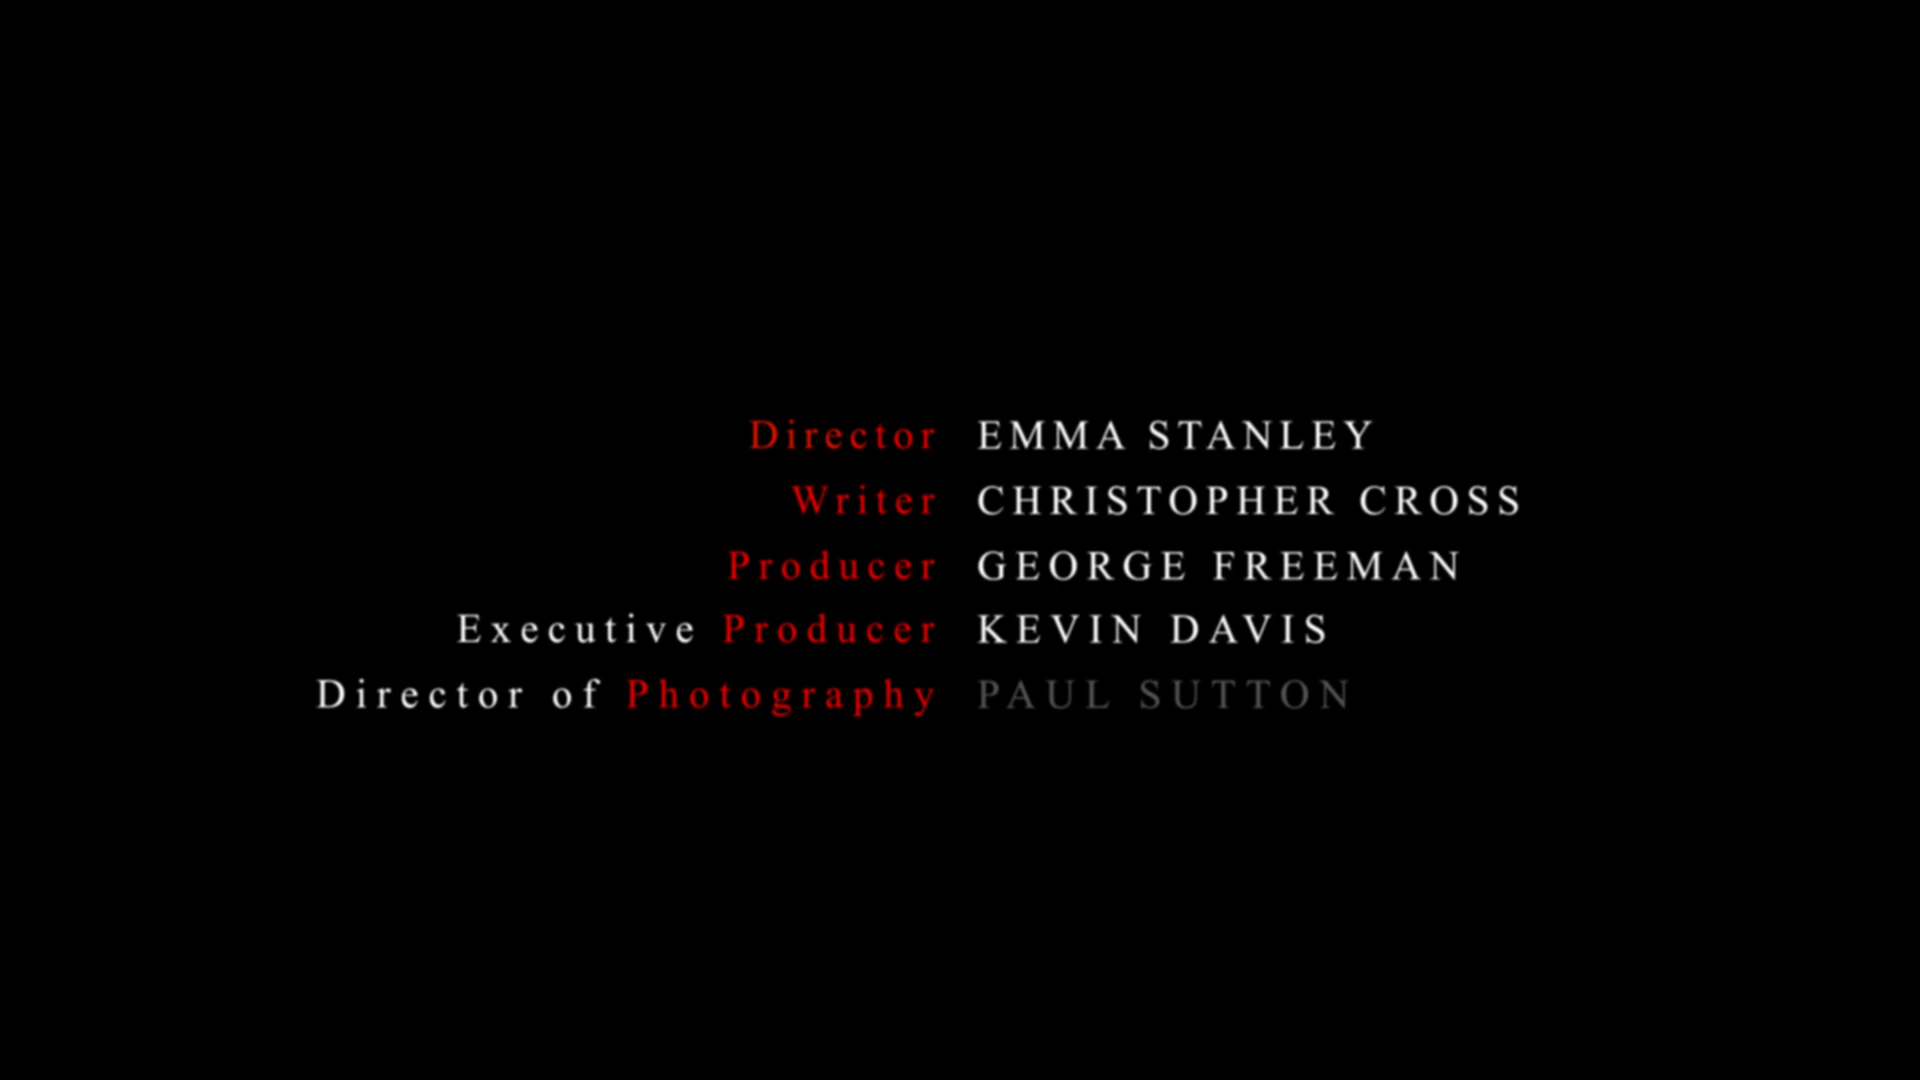 Director EMMA STANLEY
Writer CHRISTOPHER CROSS
Producer GEORGE FREEMAN
Executive Producer KEVIN DAVIS
Director of Photography PAUL SUTTON